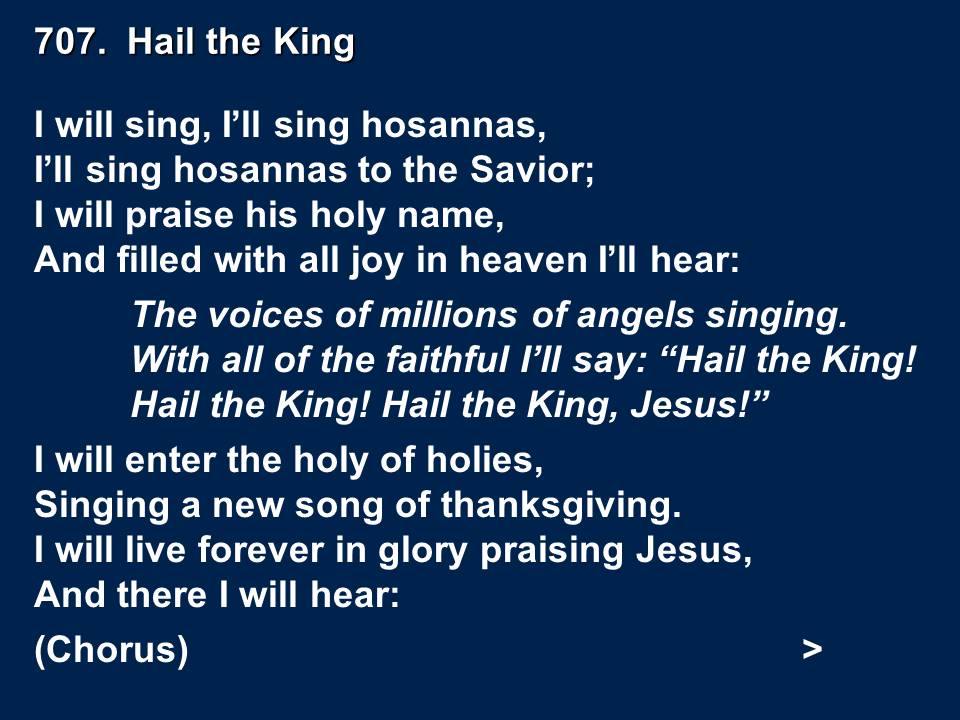 707.  Hail the King
I will sing, I’ll sing hosannas,
I’ll sing hosannas to the Savior;
I will praise his holy name,
And filled with all joy in heaven I’ll hear:
The voices of millions of angels singing.
With all of the faithful I’ll say: “Hail the King!
Hail the King! Hail the King, Jesus!”
I will enter the holy of holies,
Singing a new song of thanksgiving.
I will live forever in glory praising Jesus,
And there I will hear:
(Chorus) >